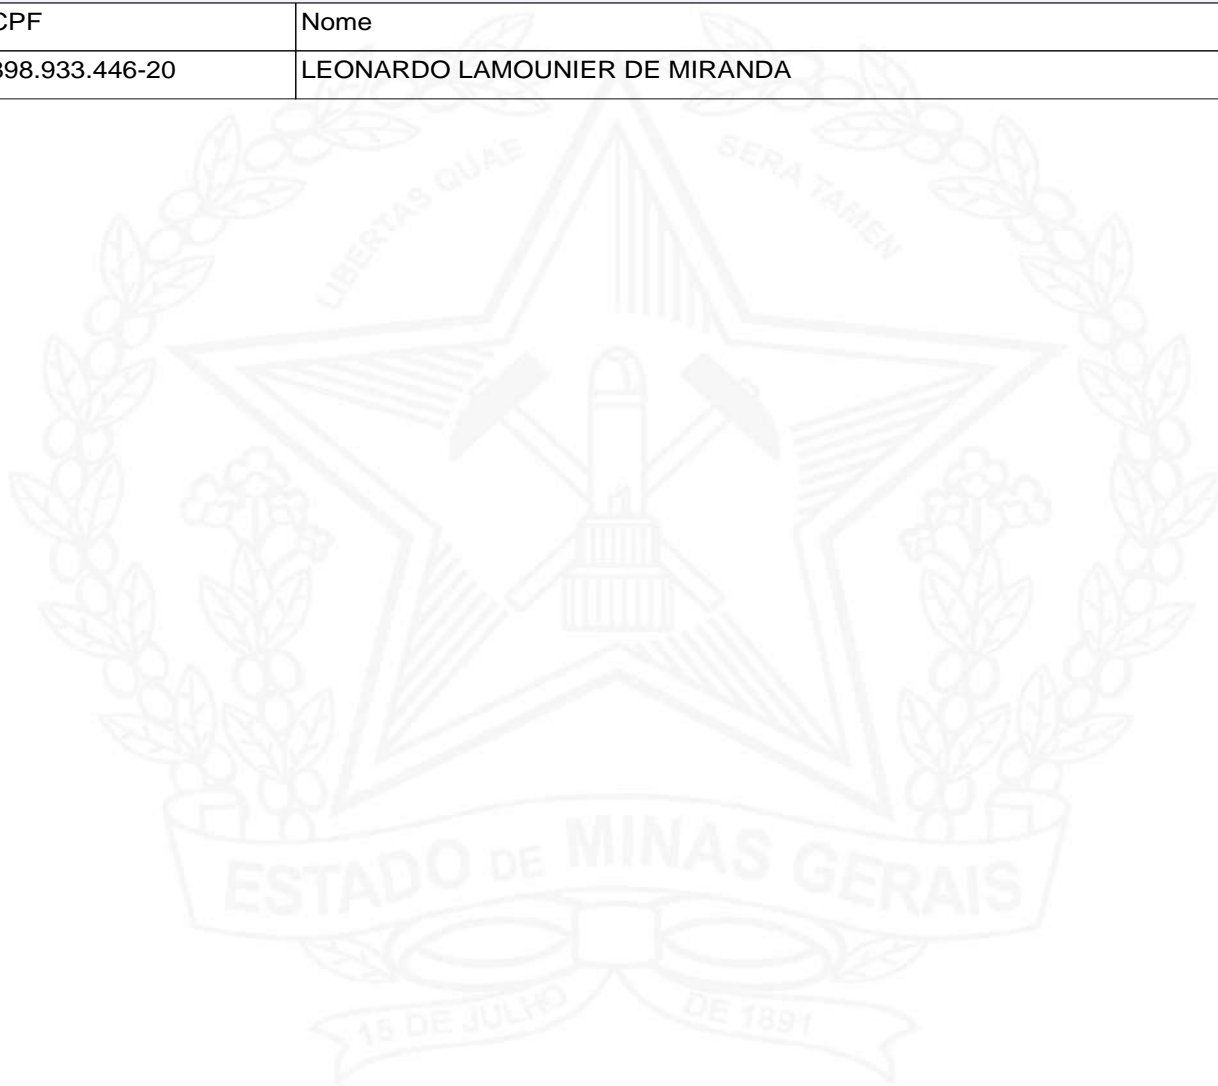 CPF Nome
898.933.446-20 LEONARDO LAMOUNIER DE MIRANDA
LIBERTAS QUAE SERA TAMEN
ESTADO DE MINAS GERAIS
15 DE JULHO DE 1891